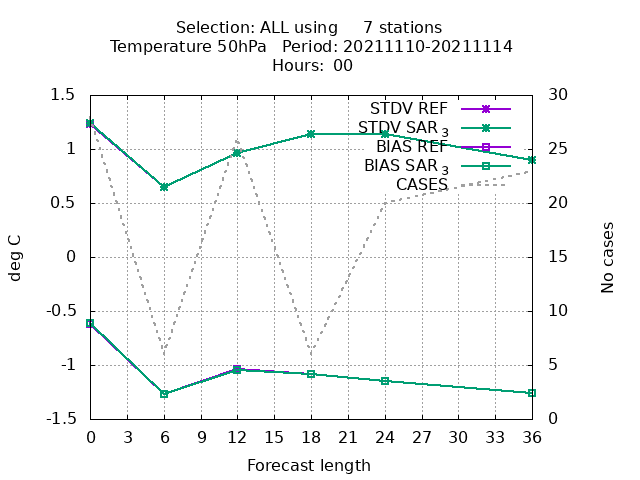 Selection: ALL using 7 stations
Temperature 50hPa Period: 20211110-20211114
Hours: 00
STDV REF
STDV SAR 3
BIAS REF
BIAS SAR 3
CASES
1.5
1
0.5
0
-0.5
-1
-1.5
deg C
30
25
20
15
10
5
0
No cases
0 3 6 9 12 15 18 21 24 27 30 33 36
Forecast length